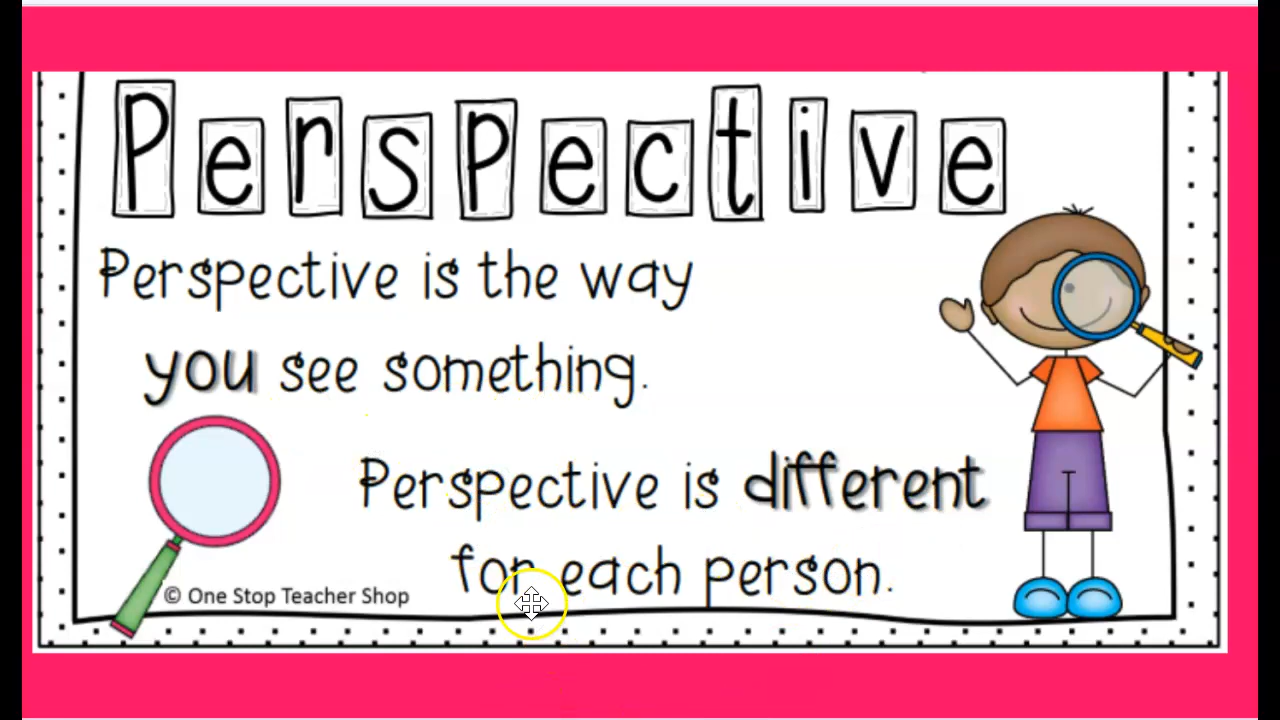 Perspective
Perspective is the way
you see something.
Perspective is different
for each person.
© One Stop Teacher Shop